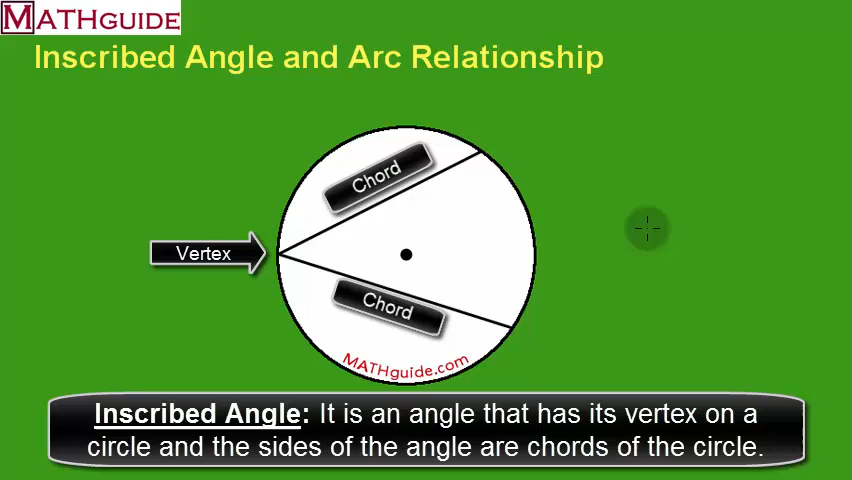 MATHGUIDE
Inscribed Angle and Arc Relationship
Chord
Vertex
Chord
MATHguide.com
Inscribed Angle: It is an angle that has its vertex on a
circle and the sides of the angle are chords of the circle.